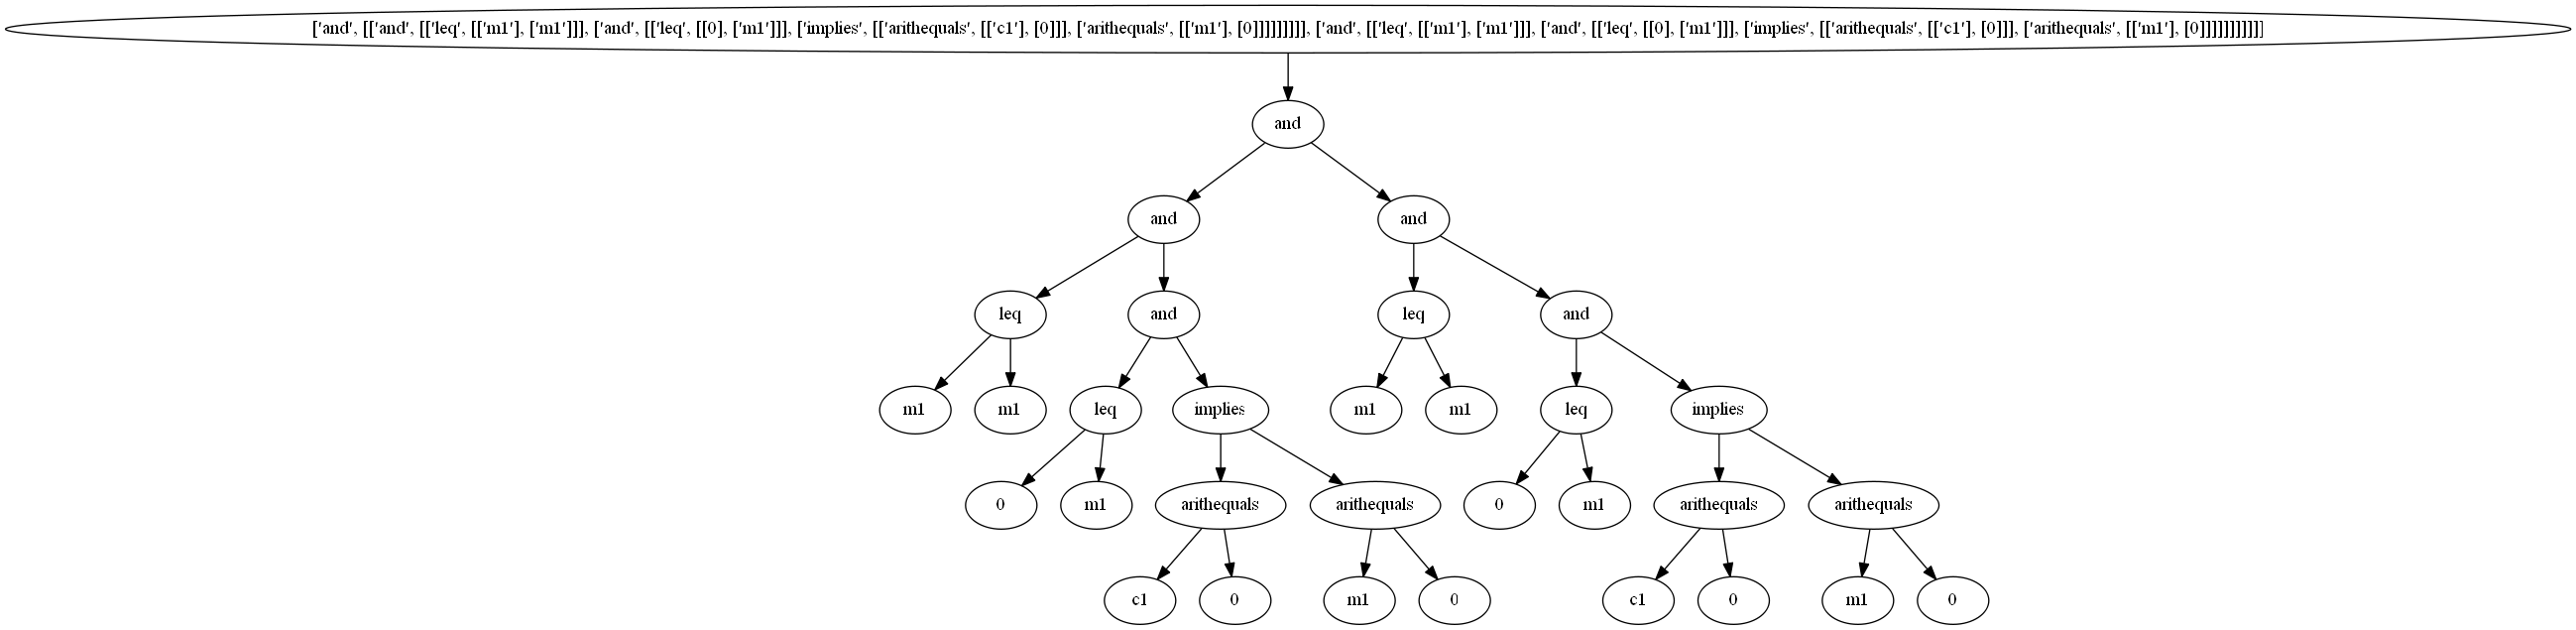 ['and', [['and', [['leq', [['m1'], ['m1']]], ['and', [['leq', [[0], ['m1']]], ['implies', [['arithequals', [['c1'], [0]]], ['arithequals', [['m1'], [0]]]]]]]]], ['and', [['leq', [['m1'], ['m1']]], ['and', [['leq', [[0], ['m1']]], ['implies', [['arithequals', [['c1'], [0]]], ['arithequals', [['m1'], [0]]]]]]]]]]]
and
and and
leq and leq and
m1 m1 leq implies m1 m1 leq implies
0 m1 arithequals arithequals 0 m1 arithequals arithequals
c1 0 m1 0 c1 0 m1 0